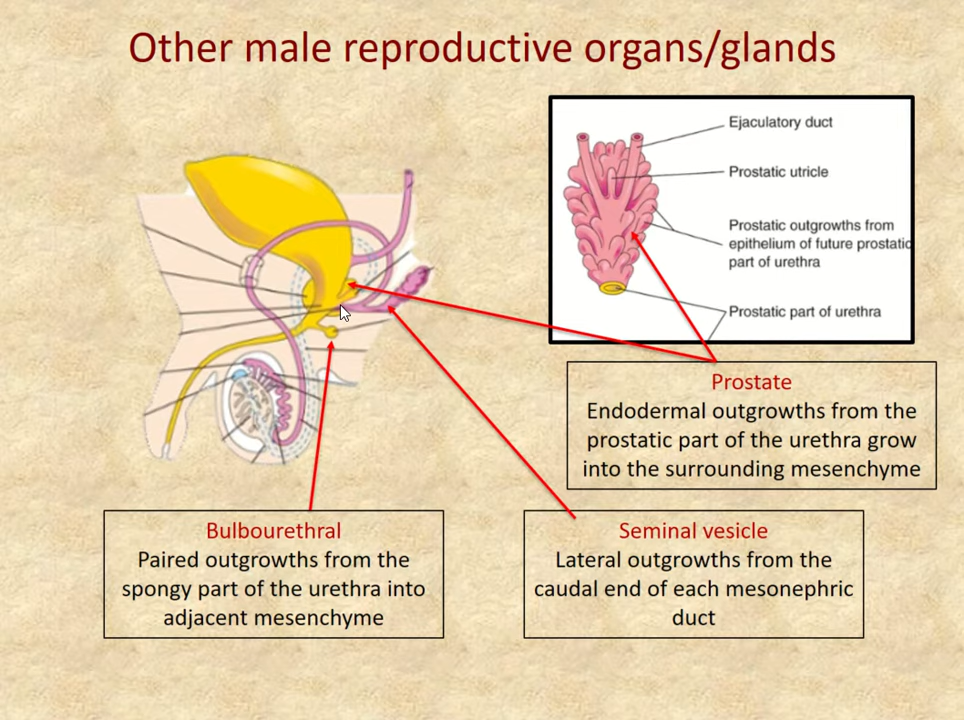 Other male reproductive organs/glands
Ejaculatory duct
Prostatic utricle
Prostatic outgrowths from
epithelium of future prostatic
part of urethra
Prostatic part of urethra
Prostate
Endodermal outgrowths from the
prostatic part of the urethra grow
into the surrounding mesenchyme
Bulbourethral
Paired outgrowths from the
spongy part of the urethra into
adjacent mesenchyme
Seminal vesicle
Lateral outgrowths from the
caudal end of each mesonephric
duct